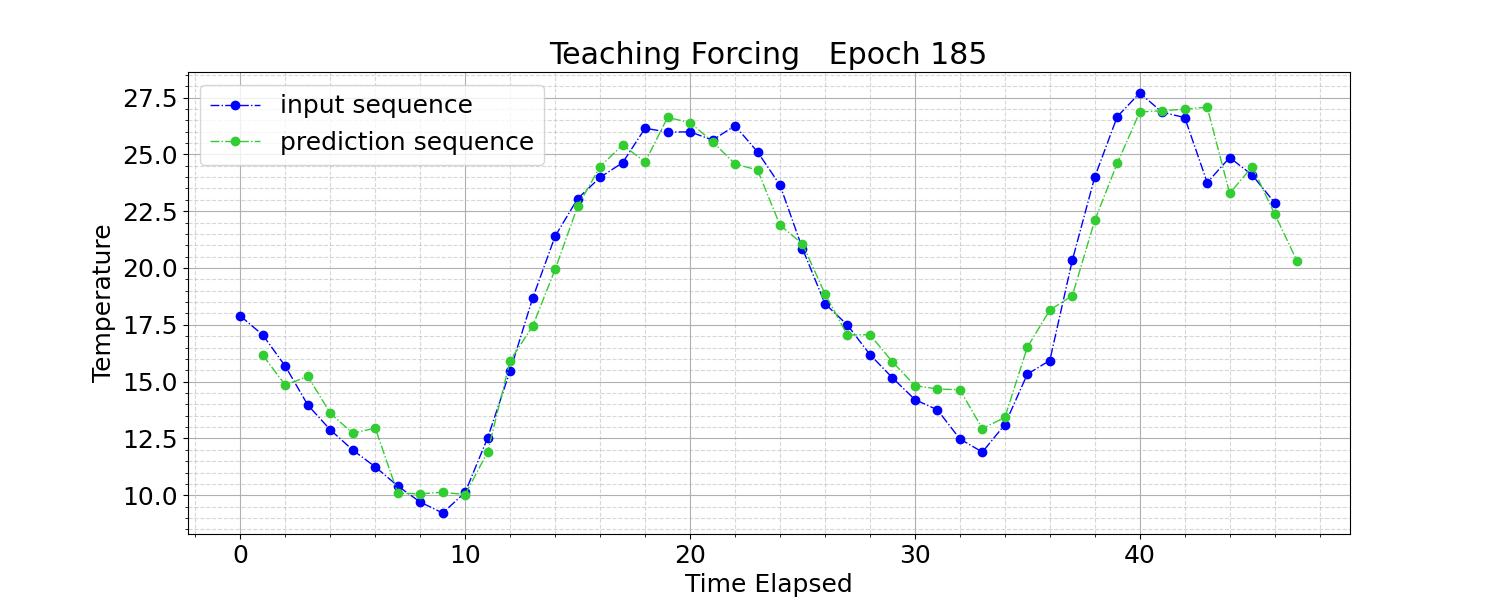 Teaching Forcing   Epoch 185
input sequence
prediction sequence
27.5
25.0
22.5
20.0
17.5
15.0
12.5
10.0
Temperature
0 10 20 30 40
Time Elapsed